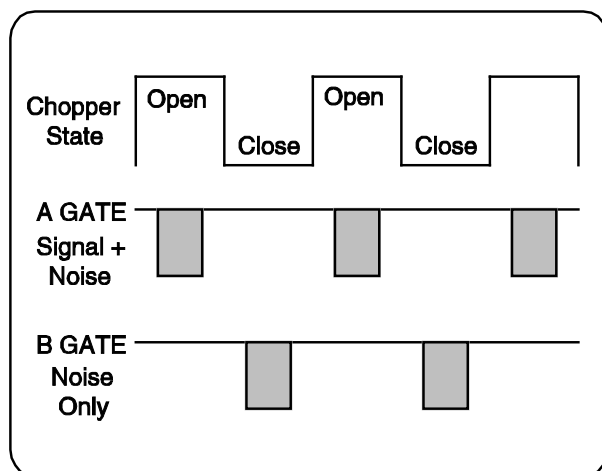 Chopper
State
Open
Close
Open
Close
A GATE
Signal +
Noise
B GATE
Noise
Only